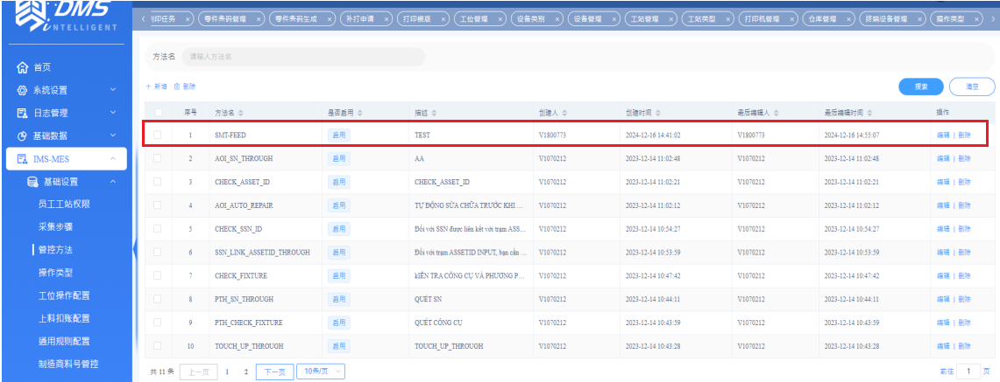 DMS
INTELLIGENT
印任务 × 零件条码管理 × 零件条码生成 × 补打申请 × 打印模版 × 工位管理 × 设备类别 × 设备管理 × 工站管理 × 工站类型 × 打印机管理 × 仓库管理 × 终端设备管理 × 操作类型 ×
首页
系统设置
日志管理
基础数据
IMS-MES
基础设置
员工工站权限
采集步骤
管控方法
操作类型
工位操作配置
上料扣账配置
通用规则配置
制造商料号管控
方法名 请输入方法名
+ 新增 删除 搜索 清空
序号 方法名 是否启用 描述 创建人 创建时间 最后编辑人 最后编辑时间 操作
1 SMT-FEED 启用 TEST V1800773 2024-12-16 14:41:02 V1800773 2024-12-16 14:55:07 编辑 | 删除
2 AOI_SN_THROUGH 启用 AA V1070212 2023-12-14 11:02:48 V1070212 2023-12-14 11:02:48 编辑 | 删除
3 CHECK_ASSET_ID 启用 CHECK_ASSET_ID V1070212 2023-12-14 11:02:21 V1070212 2023-12-14 11:02:21 编辑 | 删除
4 AOI_AUTO_REPAIR 启用 TỰ ĐỘNG SỬA CHỮA TRƯỚC KHI ... V1070212 2023-12-14 11:02:12 V1070212 2023-12-14 11:02:12 编辑 | 删除
5 CHECK_SSN_ID 启用 Đối với SSN được liên kết với trạm ASS... V1070212 2023-12-14 10:54:27 V1070212 2023-12-14 10:54:27 编辑 | 删除
6 SSN_LINK_ASSETID_THROUGH 启用 Đối với trạm ASSETID INPUT, bạn cần ... V1070212 2023-12-14 10:53:59 V1070212 2023-12-14 10:53:59 编辑 | 删除
7 CHECK_FIXTURE 启用 kIỂN TRA CÔNG CỤ VÀ PHƯƠNG P... V1070212 2023-12-14 10:47:42 V1070212 2023-12-14 10:47:42 编辑 | 删除
8 PTH_SN_THROUGH 启用 QUÉT SN V1070212 2023-12-14 10:44:11 V1070212 2023-12-14 10:44:11 编辑 | 删除
9 PTH_CHECK_FIXTURE 启用 QUÉT CÔNG CỤ V1070212 2023-12-14 10:43:59 V1070212 2023-12-14 10:43:59 编辑 | 删除
10 TOUCH_UP_THROUGH 启用 TOUCH_UP_THROUGH V1070212 2023-12-14 10:43:28 V1070212 2023-12-14 10:43:28 编辑 | 删除
共 11 条 上一页 1 2 下一页 10条/页 前往 1 页